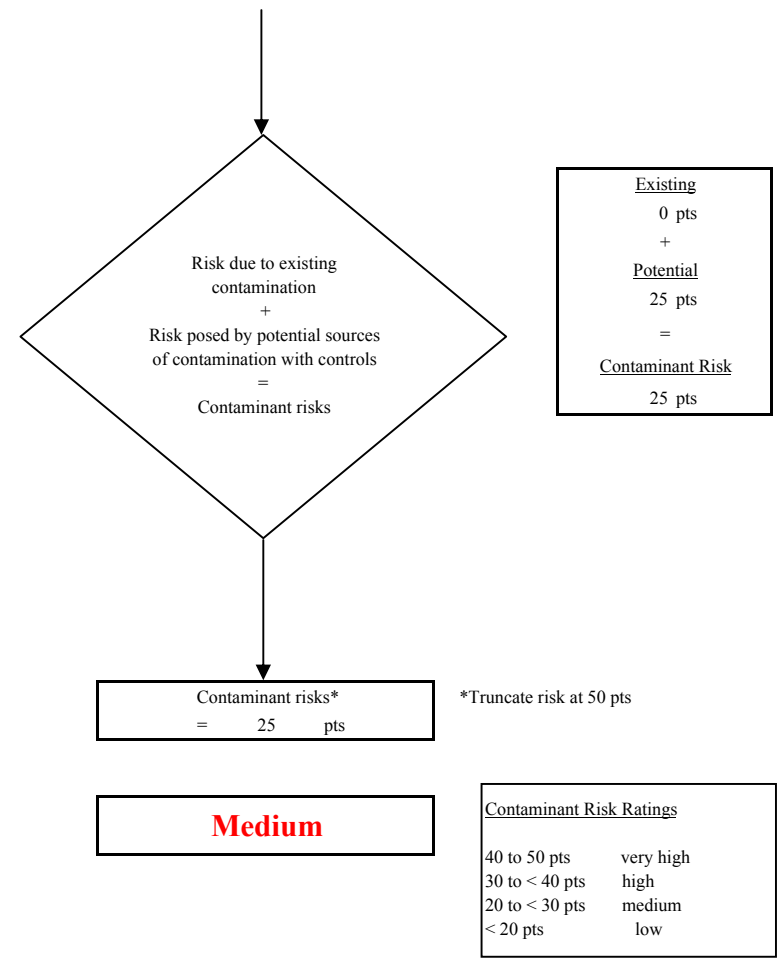 Risk due to existing
contamination
+
Risk posed by potential sources
of contamination with controls
=
Contaminant risks
Existing
0 pts
+
Potential
25 pts
=
Contaminant Risk
25 pts
Contaminant risks*
= 25 pts
*Truncate risk at 50 pts
Medium
Contaminant Risk Ratings
40 to 50 pts very high
30 to < 40 pts high
20 to < 30 pts medium
< 20 pts low